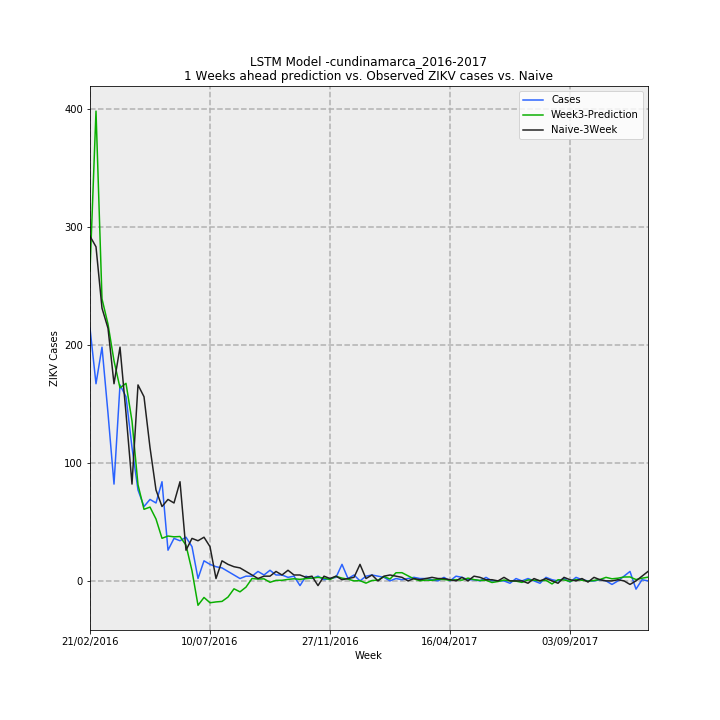 LSTM Model -cundinamarca_2016-2017
1 Weeks ahead prediction vs. Observed ZIKV cases vs. Naive
Cases
Week3-Prediction
Naive-3Week
400
300
200
100
0
ZIKV Cases
21/02/2016
10/07/2016
27/11/2016
16/04/2017
03/09/2017
Week